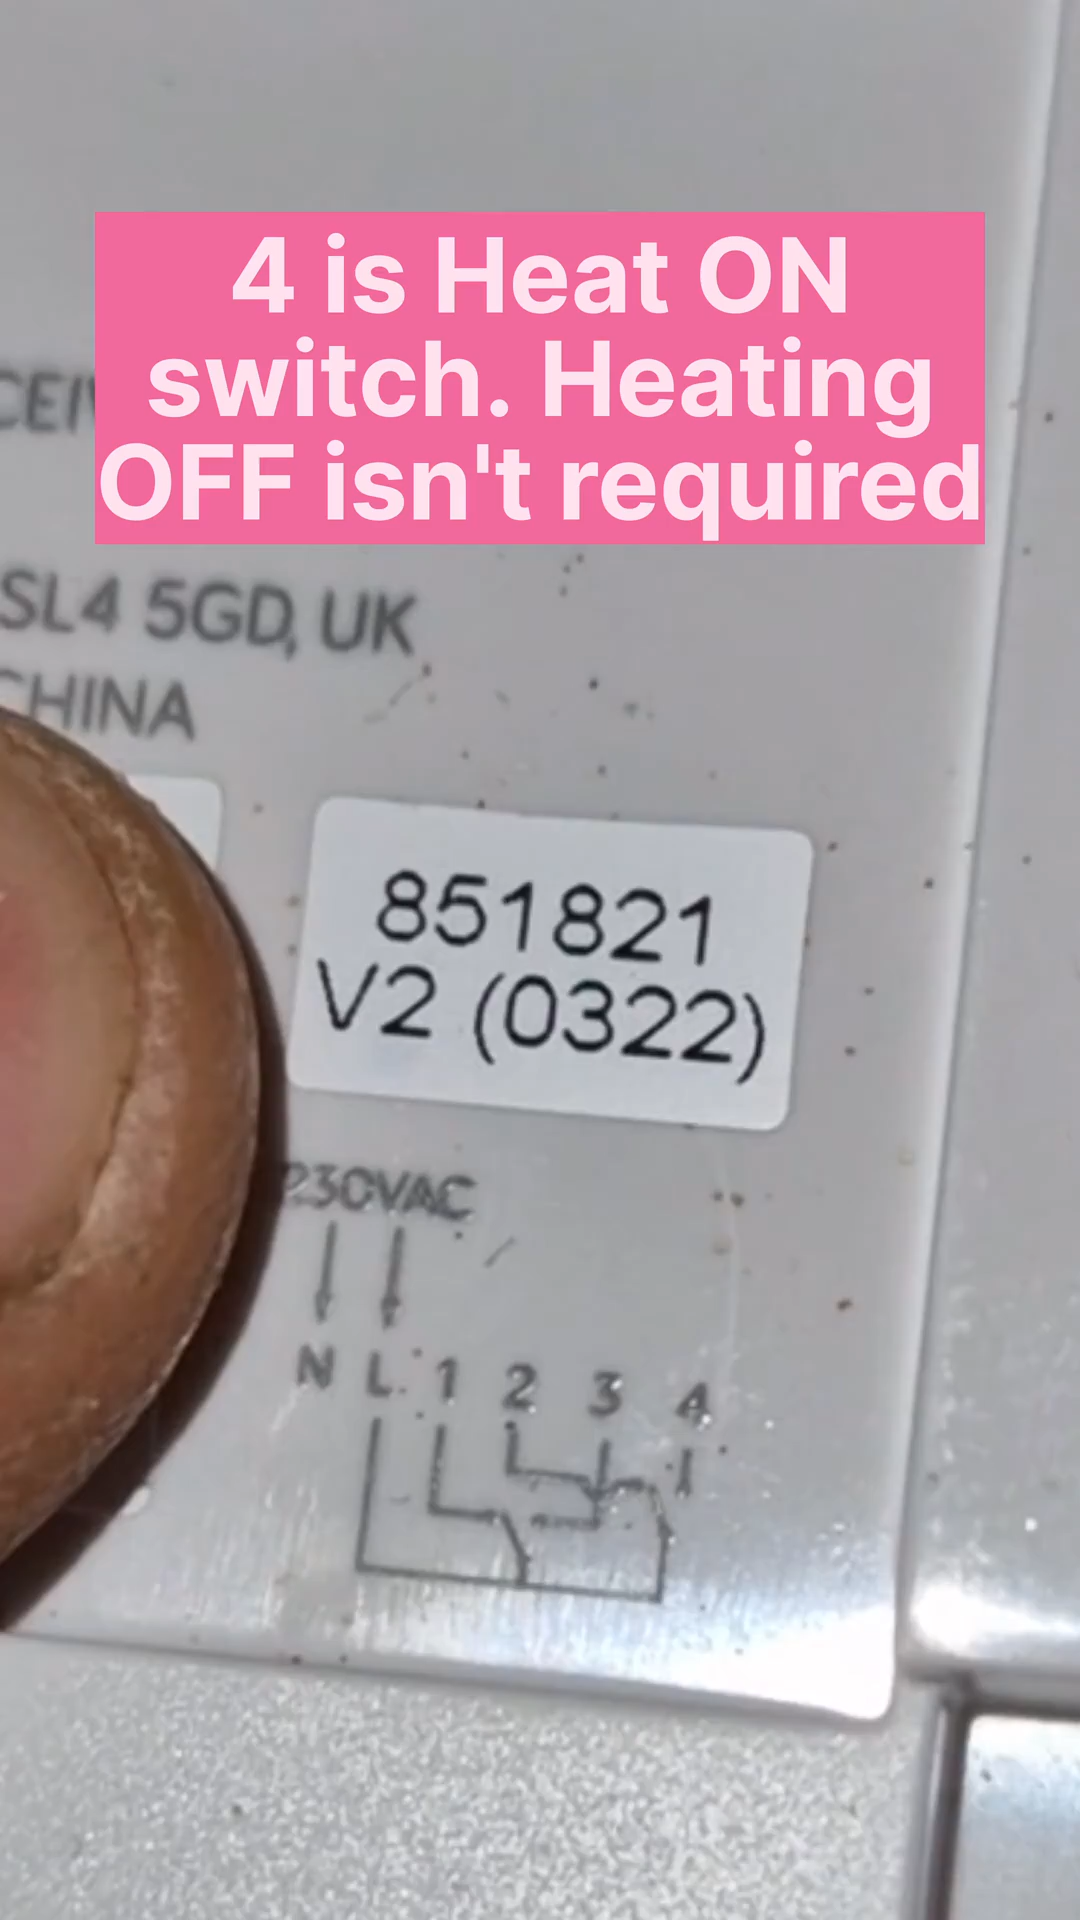 4 is Heat ON
switch. Heating
OFF isn't required
SL4 5GD, UK
CHINA
851821
V2 (0322)
230VAC
N L 1 2 3 4